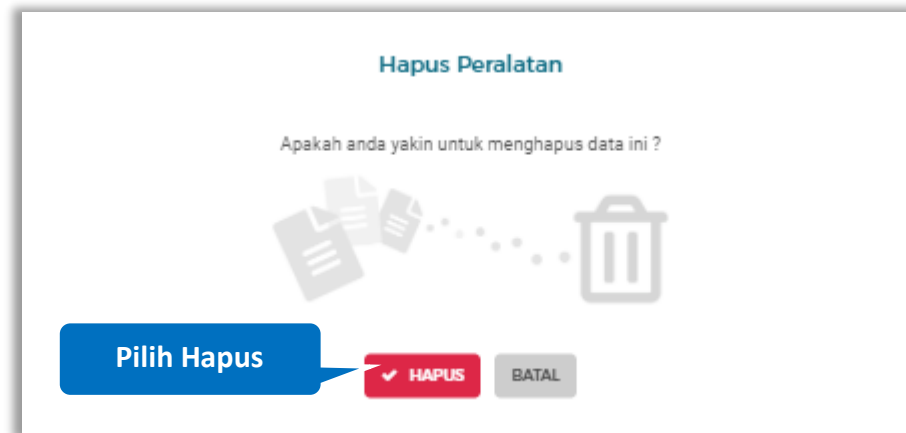 Hapus Peralatan
Apakah anda yakin untuk menghapus data ini ?
Pilih Hapus
HAPUS
BATAL